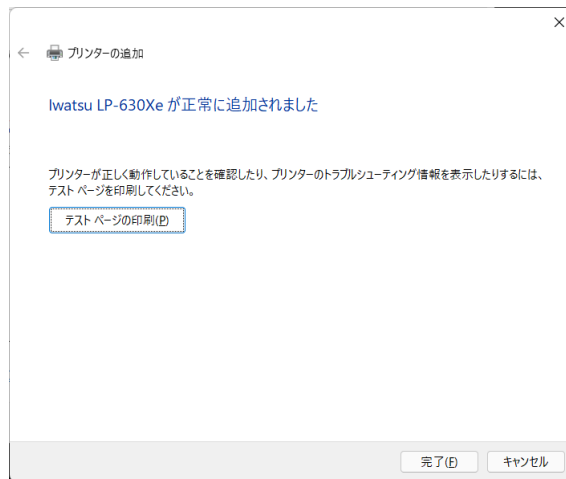 プリンターの追加
Iwatsu LP-630Xe が正常に追加されました
プリンターが正しく動作していることを確認したり、プリンターのトラブルシューティング情報を表示したりするには、
テスト ページを印刷してください。
テスト ページの印刷(P)
完了(F) キャンセル